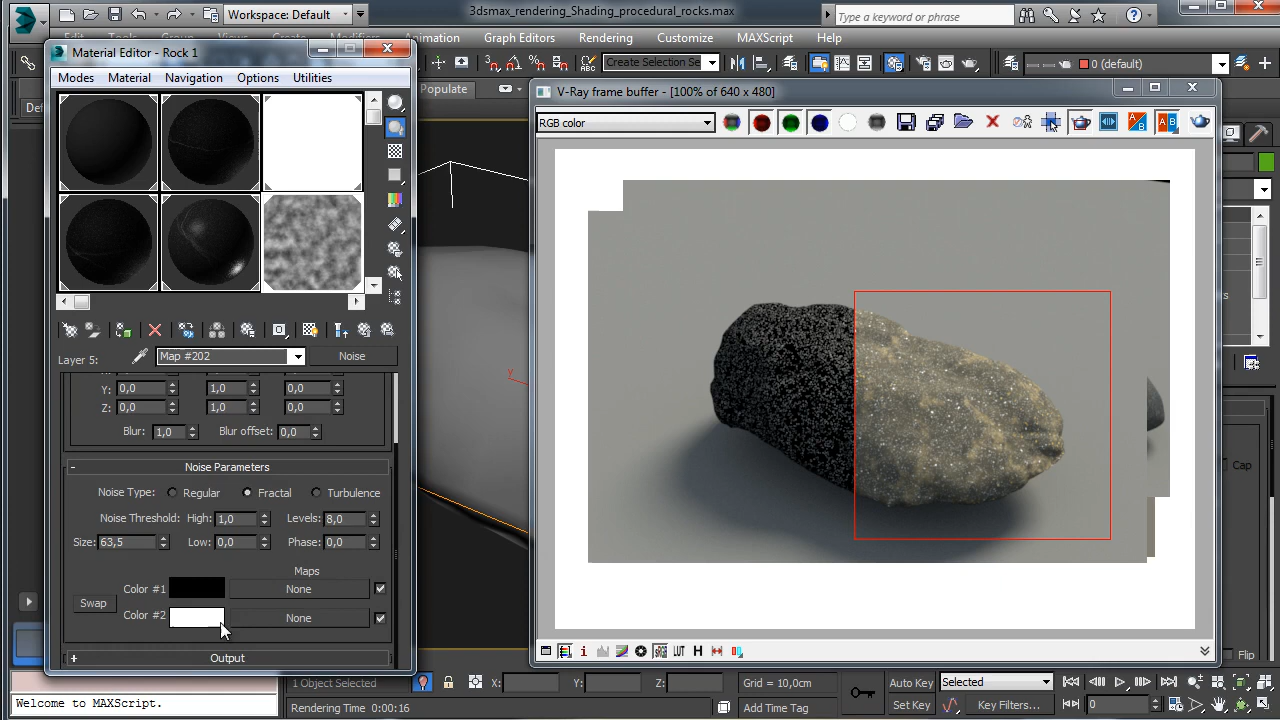 Workspace: Default
3dsmax_rendering_Shading_procedural_rocks.max
Type a keyword or phrase
Animation
Graph Editors
Rendering
Customize
MAXScript
Help
Create Selection Se
0 (default)
Populate
Material Editor - Rock 1
Modes Material Navigation Options Utilities
Layer 5: Map #202 Noise
Y: 0,0 1,0 0,0
Z: 0,0 1,0 0,0
Blur: 1,0 Blur offset: 0,0
- Noise Parameters
Noise Type: Regular Fractal Turbulence
Noise Threshold: High: 1,0 Levels: 8,0
Size: 63,5 Low: 0,0 Phase: 0,0
Maps
Color #1 None
Swap
Color #2 None
+ Output
V-Ray frame buffer - [100% of 640 x 480]
RGB color
LUT H
Y
Cap
Flip
Welcome to MAXScript.
1 Object Selected
X: Y: Z: Grid = 10,0cm
Rendering Time 0:00:16
Add Time Tag
Auto Key Selected
Set Key Key Filters... 0